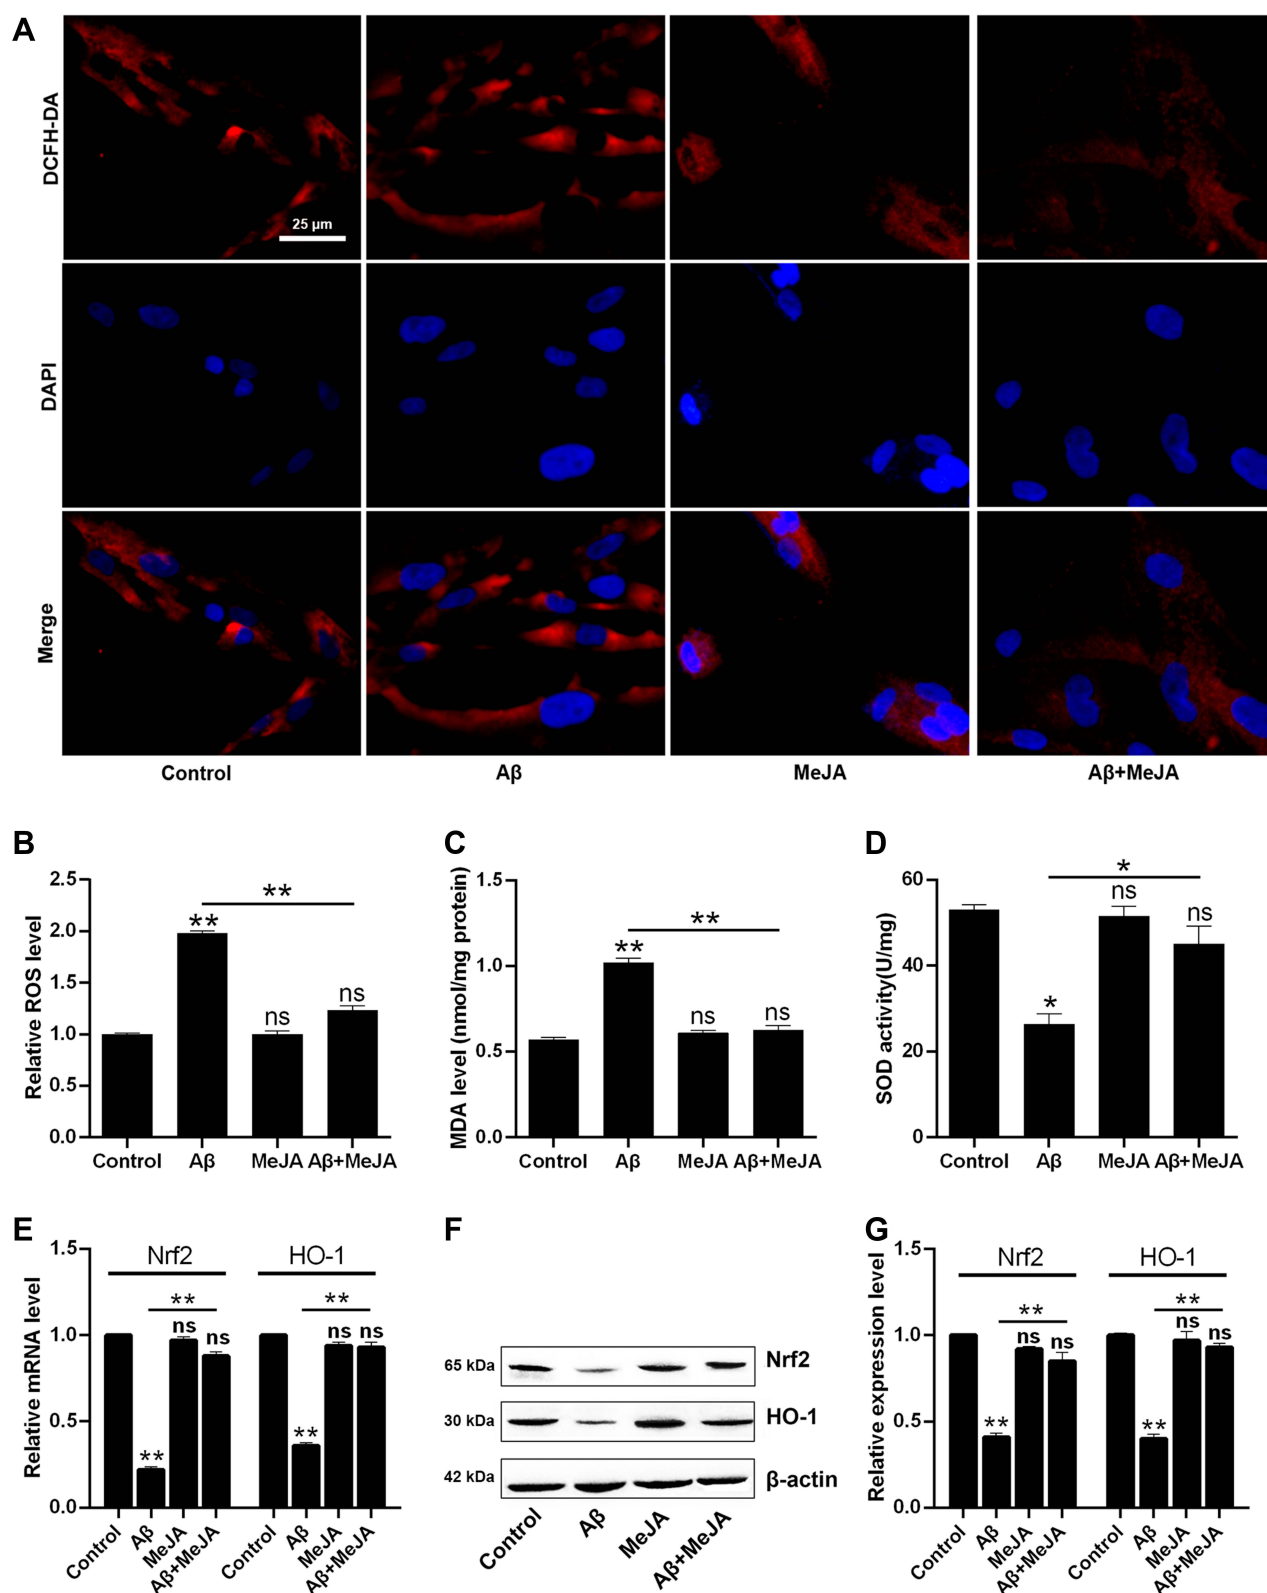 A
DCFH-DA
25 µm
DAPI
Merge
Control
Aβ
MeJA
Aβ+MeJA
B
Relative ROS level
2.5
2.0
1.5
1.0
0.5
0.0
**
**
ns
ns
Control
Aβ
MeJA
Aβ+MeJA
C
MDA level (nmol/mg protein)
1.5
1.0
0.5
0.0
**
**
ns
ns
Control
Aβ
MeJA
Aβ+MeJA
D
SOD activity(U/mg)
60
40
20
0
*
*
ns
ns
Control
Aβ
MeJA
Aβ+MeJA
E
Relative mRNA level
1.5
1.0
0.5
0.0
Nrf2
HO-1
**
**
ns
ns
**
**
ns
ns
Control
Aβ
MeJA
Aβ+MeJA
Control
Aβ
MeJA
Aβ+MeJA
F
65 kDa
Nrf2
30 kDa
HO-1
42 kDa
β-actin
Control
Aβ
MeJA
Aβ+MeJA
G
Relative expression level
1.5
1.0
0.5
0.0
Nrf2
HO-1
**
**
ns
ns
**
**
ns
ns
Control
Aβ
MeJA
Aβ+MeJA
Control
Aβ
MeJA
Aβ+MeJA